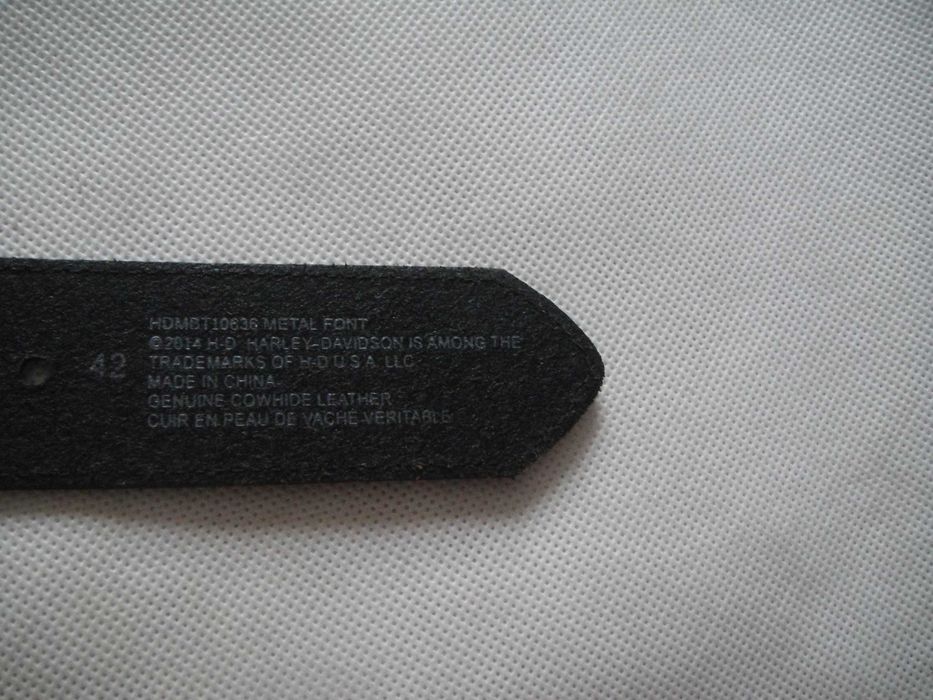 42
HDMBT10636 METAL FONT
©2014 H-D. HARLEY-DAVIDSON IS AMONG THE
TRADEMARKS OF H-D U.S.A. LLC
MADE IN CHINA
GENUINE COWHIDE LEATHER
CUIR EN PEAU DE VACHE VERITABLE